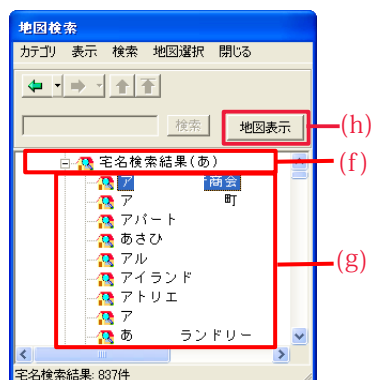 地図検索
カテゴリ 表示 検索 地図選択 閉じる
検索 地図表示
(h)
宅名検索結果(あ)
(f)
ア 商会
ア 町
アパート
あさひ
アル
(g)
アイランド
アトリエ
ア
あ ランドリー
宅名検索結果: 837件